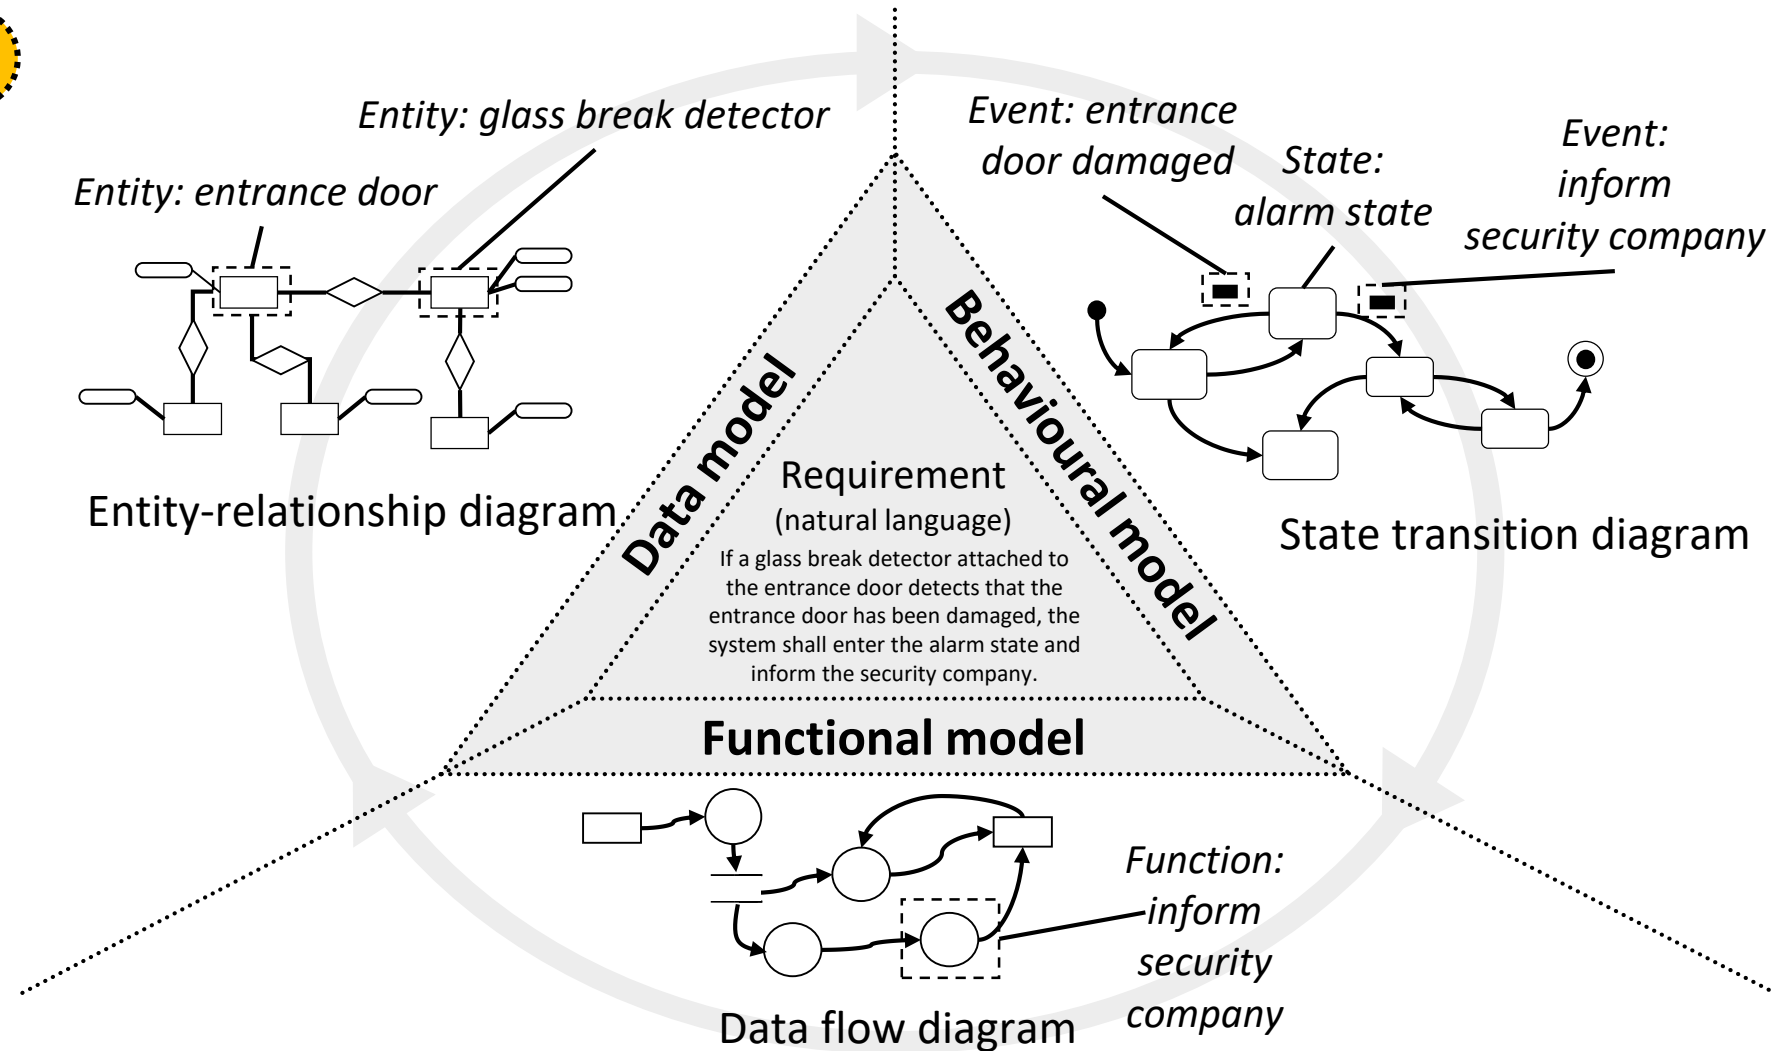 Entity: glass break detector
Entity: entrance door
Entity-relationship diagram
Event: entrance
door damaged
State:
alarm state
Event:
inform
security company
State transition diagram
Data model
Behavioural model
Requirement
(natural language)
If a glass break detector attached to
the entrance door detects that the
entrance door has been damaged, the
system shall enter the alarm state and
inform the security company.
Functional model
Function:
inform
security
company
Data flow diagram